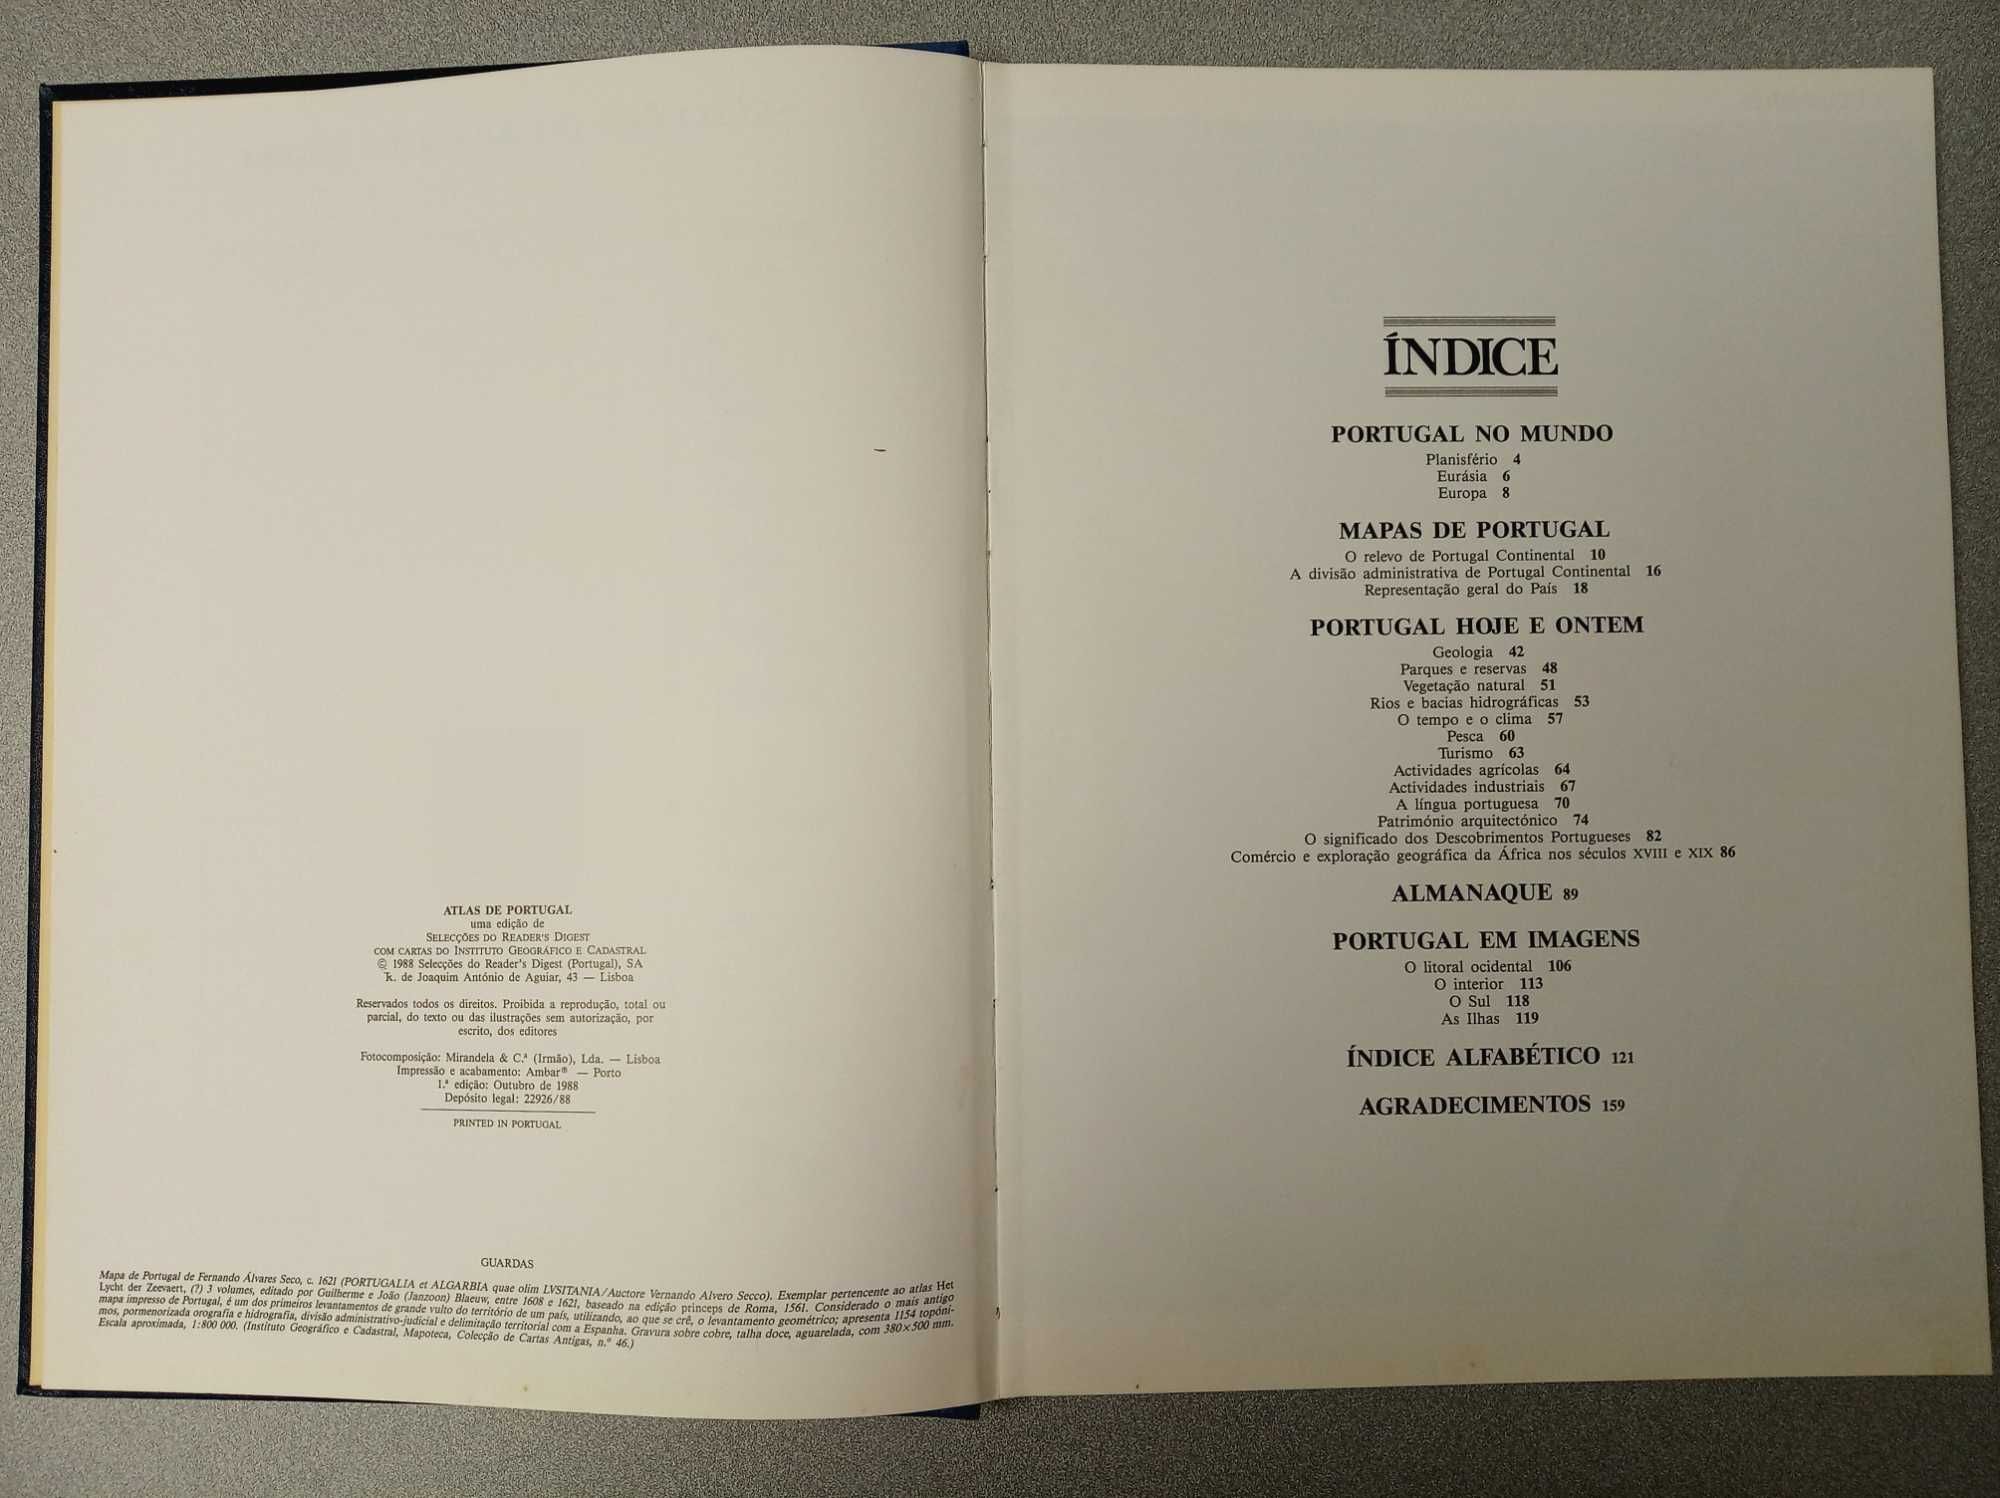 ATLAS DE PORTUGAL
uma edição de
SELECÇÕES DO READER'S DIGEST
COM CARTAS DO INSTITUTO GEOGRÁFICO E CADASTRAL
© 1988 Selecções do Reader's Digest (Portugal), SA
R. de Joaquim António de Aguiar, 43 — Lisboa
Reservados todos os direitos. Proibida a reprodução, total ou
parcial, do texto ou das ilustrações sem autorização, por
escrito, dos editores
Fotocomposição: Mirandela & C.ª (Irmão), Lda. — Lisboa
Impressão e acabamento: Ambar® — Porto
1.ª edição: Outubro de 1988
Depósito legal: 22926/88
PRINTED IN PORTUGAL
GUARDAS
Mapa de Portugal de Fernando Álvares Seco, c. 1621 (PORTUGALIA et ALGARBIA quae olim LVSITANIA/Auctore Vernando Alvero Secco). Exemplar pertencente ao atlas Het
Lycht der Zeevaert, (?) 3 volumes, editado por Guilherme e João (Janzoon) Blaeuw, entre 1608 e 1621, baseado na edição princeps de Roma, 1561. Considerado o mais antigo
mapa impresso de Portugal, é um dos primeiros levantamentos de grande vulto do território de um país, utilizando, ao que se crê, o levantamento geométrico; apresenta 1154 topóni-
mos, pormenorizada orografia e hidrografia, divisão administrativo-judicial e delimitação territorial com a Espanha. Gravura sobre cobre, talha doce, aguarelada, com 380×500 mm.
Escala aproximada, 1:800 000. (Instituto Geográfico e Cadastral, Mapoteca, Colecção de Cartas Antigas, n.º 46.)
ÍNDICE
PORTUGAL NO MUNDO
Planisfério 4
Eurásia 6
Europa 8
MAPAS DE PORTUGAL
O relevo de Portugal Continental 10
A divisão administrativa de Portugal Continental 16
Representação geral do País 18
PORTUGAL HOJE E ONTEM
Geologia 42
Parques e reservas 48
Vegetação natural 51
Rios e bacias hidrográficas 53
O tempo e o clima 57
Pesca 60
Turismo 63
Actividades agrícolas 64
Actividades industriais 67
A língua portuguesa 70
Património arquitectónico 74
O significado dos Descobrimentos Portugueses 82
Comércio e exploração geográfica da África nos séculos XVIII e XIX 86
ALMANAQUE 89
PORTUGAL EM IMAGENS
O litoral ocidental 106
O interior 113
O Sul 118
As Ilhas 119
ÍNDICE ALFABÉTICO 121
AGRADECIMENTOS 159